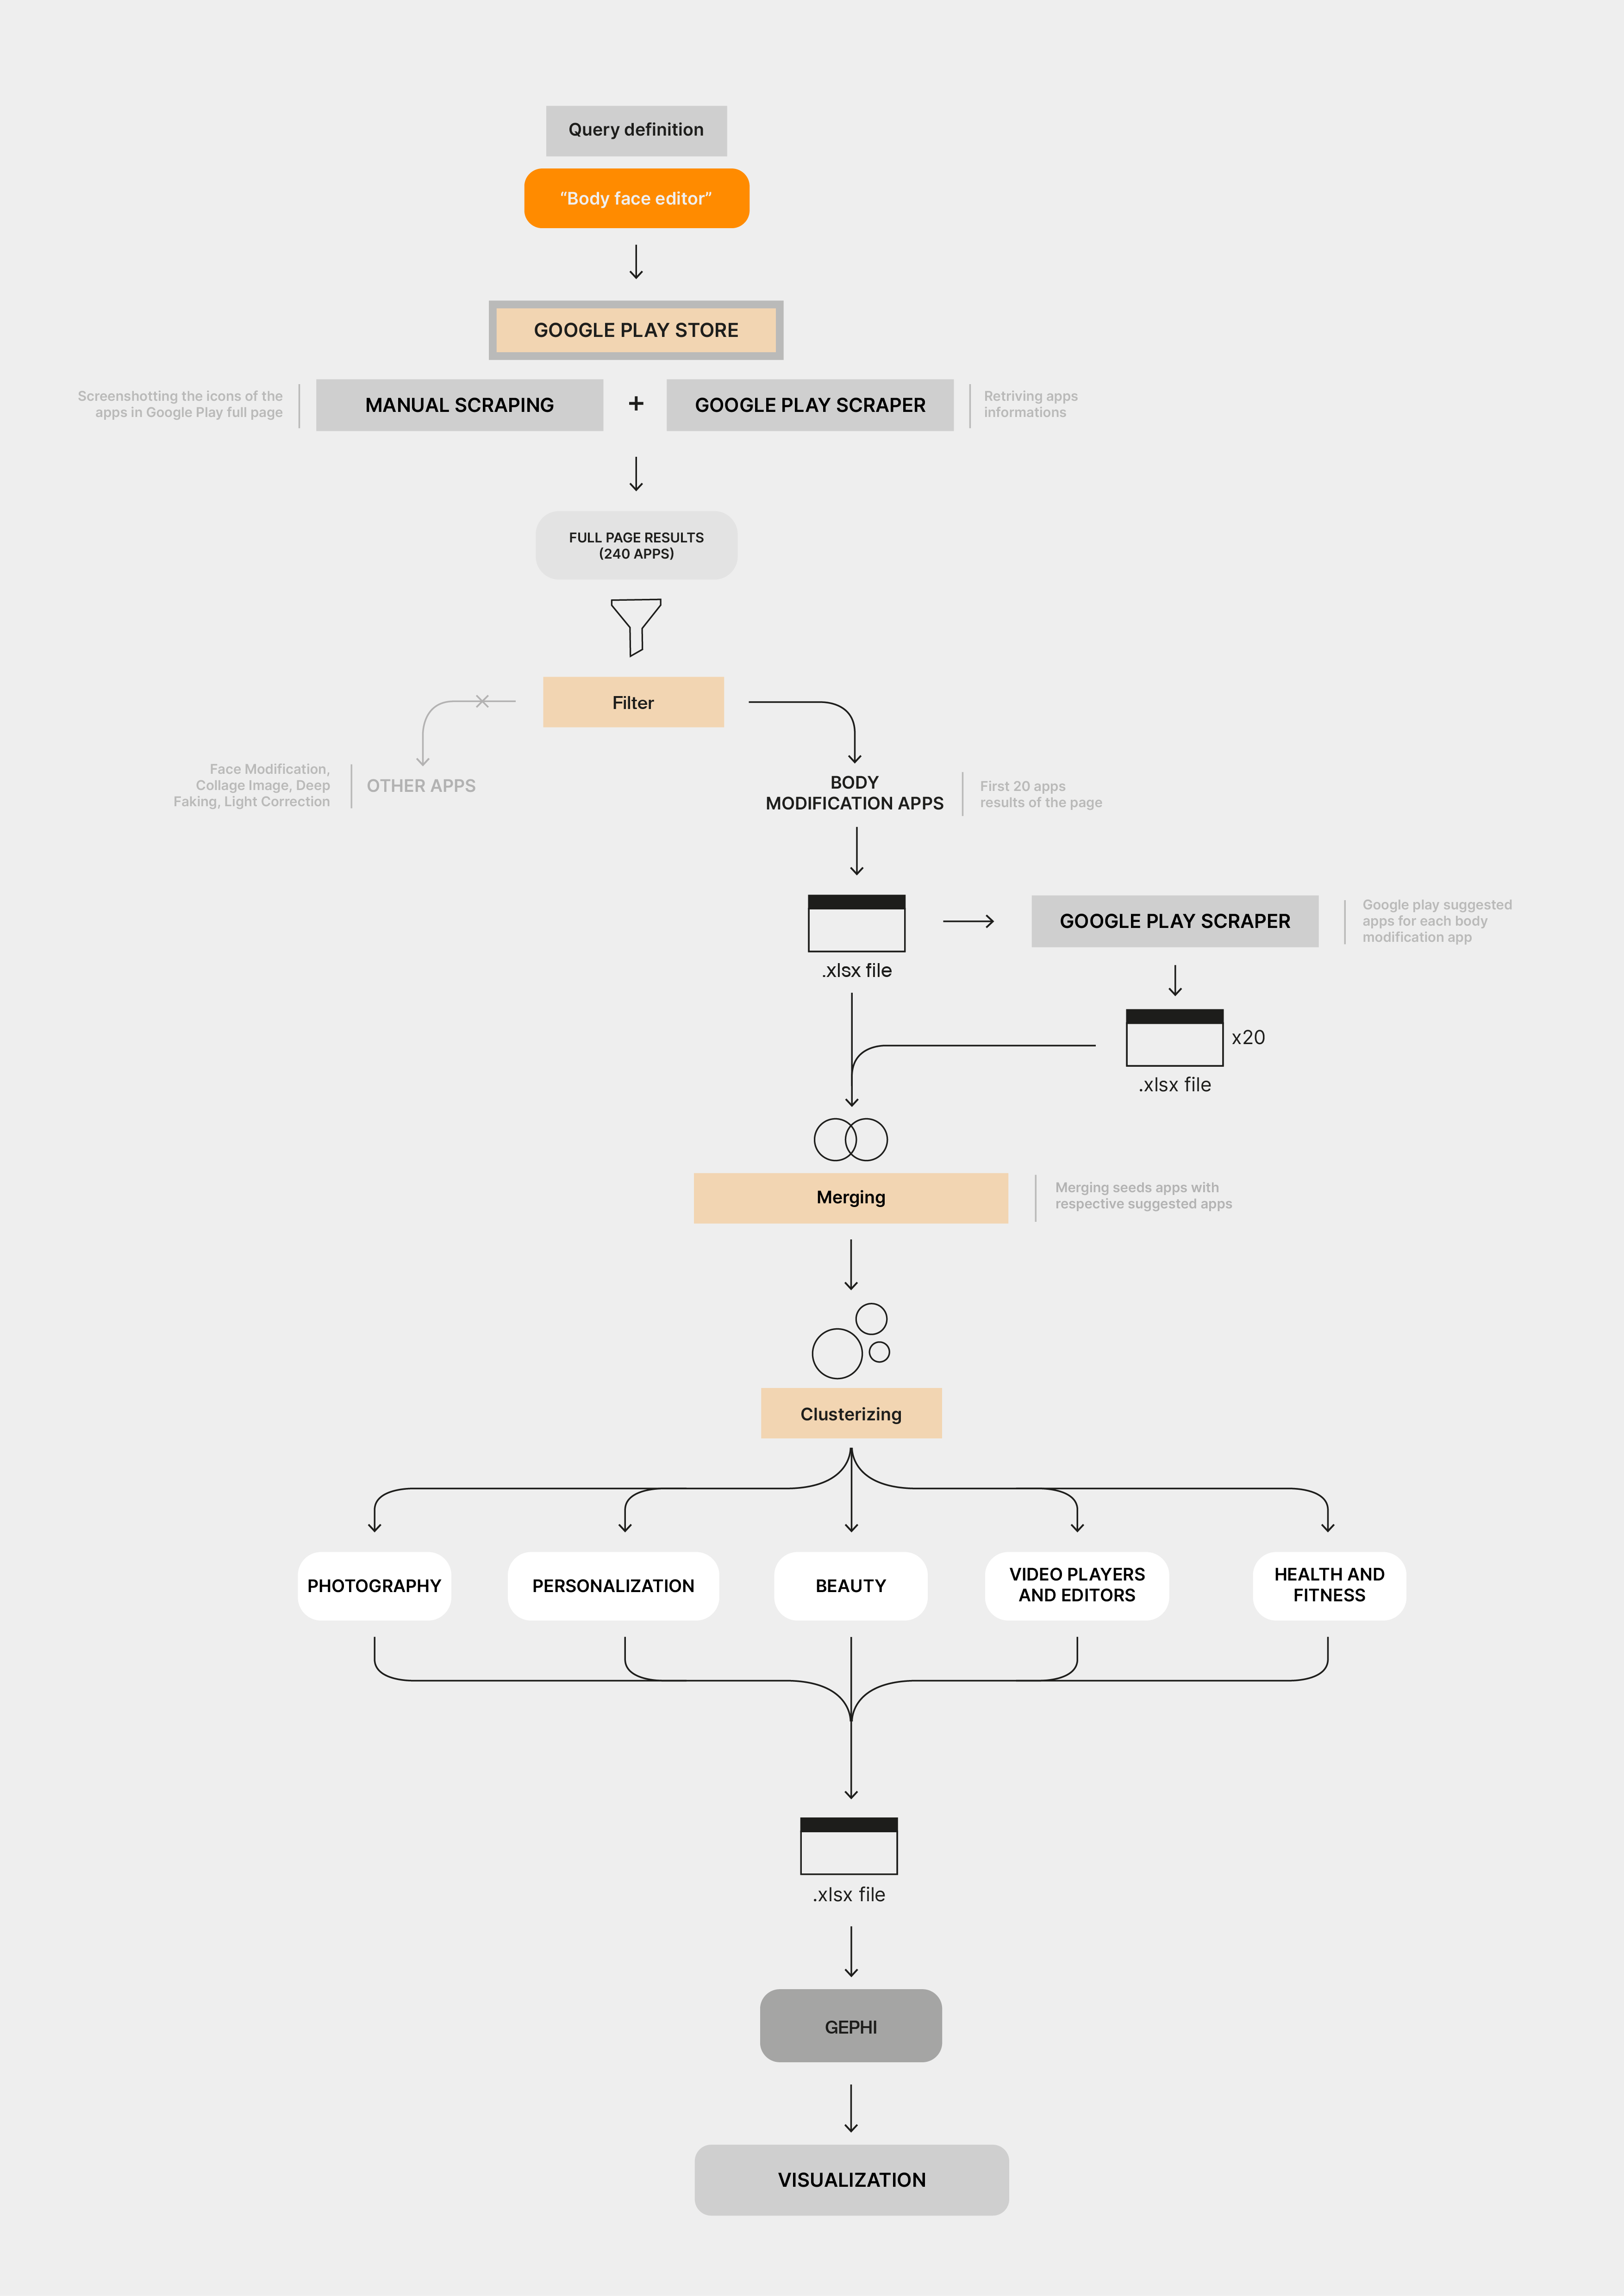 Query definition
“Body face editor”
GOOGLE PLAY STORE
Screenshotting the icons of the
apps in Google Play full page
MANUAL SCRAPING
+
GOOGLE PLAY SCRAPER
Retriving apps
informations
FULL PAGE RESULTS
(240 APPS)
Filter
Face Modification,
Collage Image, Deep
Faking, Light Correction
OTHER APPS
BODY
MODIFICATION APPS
First 20 apps
results of the page
.xlsx file
GOOGLE PLAY SCRAPER
Google play suggested
apps for each body
modification app
x20
.xlsx file
Merging
Merging seeds apps with
respective suggested apps
Clusterizing
PHOTOGRAPHY
PERSONALIZATION
BEAUTY
VIDEO PLAYERS
AND EDITORS
HEALTH AND
FITNESS
.xlsx file
GEPHI
VISUALIZATION